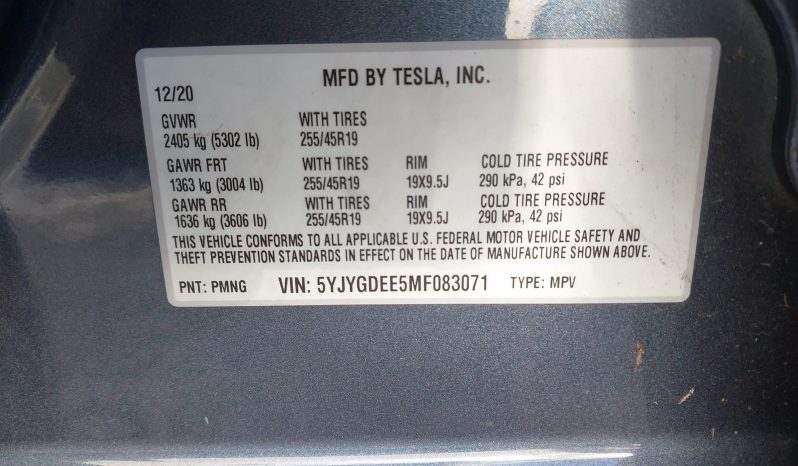 MFD BY TESLA, INC.
12/20
GVWR WITH TIRES
2405 kg (5302 lb) 255/45R19
GAWR FRT WITH TIRES RIM COLD TIRE PRESSURE
1363 kg (3004 lb) 255/45R19 19X9.5J 290 kPa, 42 psi
GAWR RR WITH TIRES RIM COLD TIRE PRESSURE
1636 kg (3606 lb) 255/45R19 19X9.5J 290 kPa, 42 psi
THIS VEHICLE CONFORMS TO ALL APPLICABLE U.S. FEDERAL MOTOR VEHICLE SAFETY AND
THEFT PREVENTION STANDARDS IN EFFECT ON THE DATE OF MANUFACTURE SHOWN ABOVE.
PNT: PMNG VIN: 5YJYGDEE5MF083071 TYPE: MPV